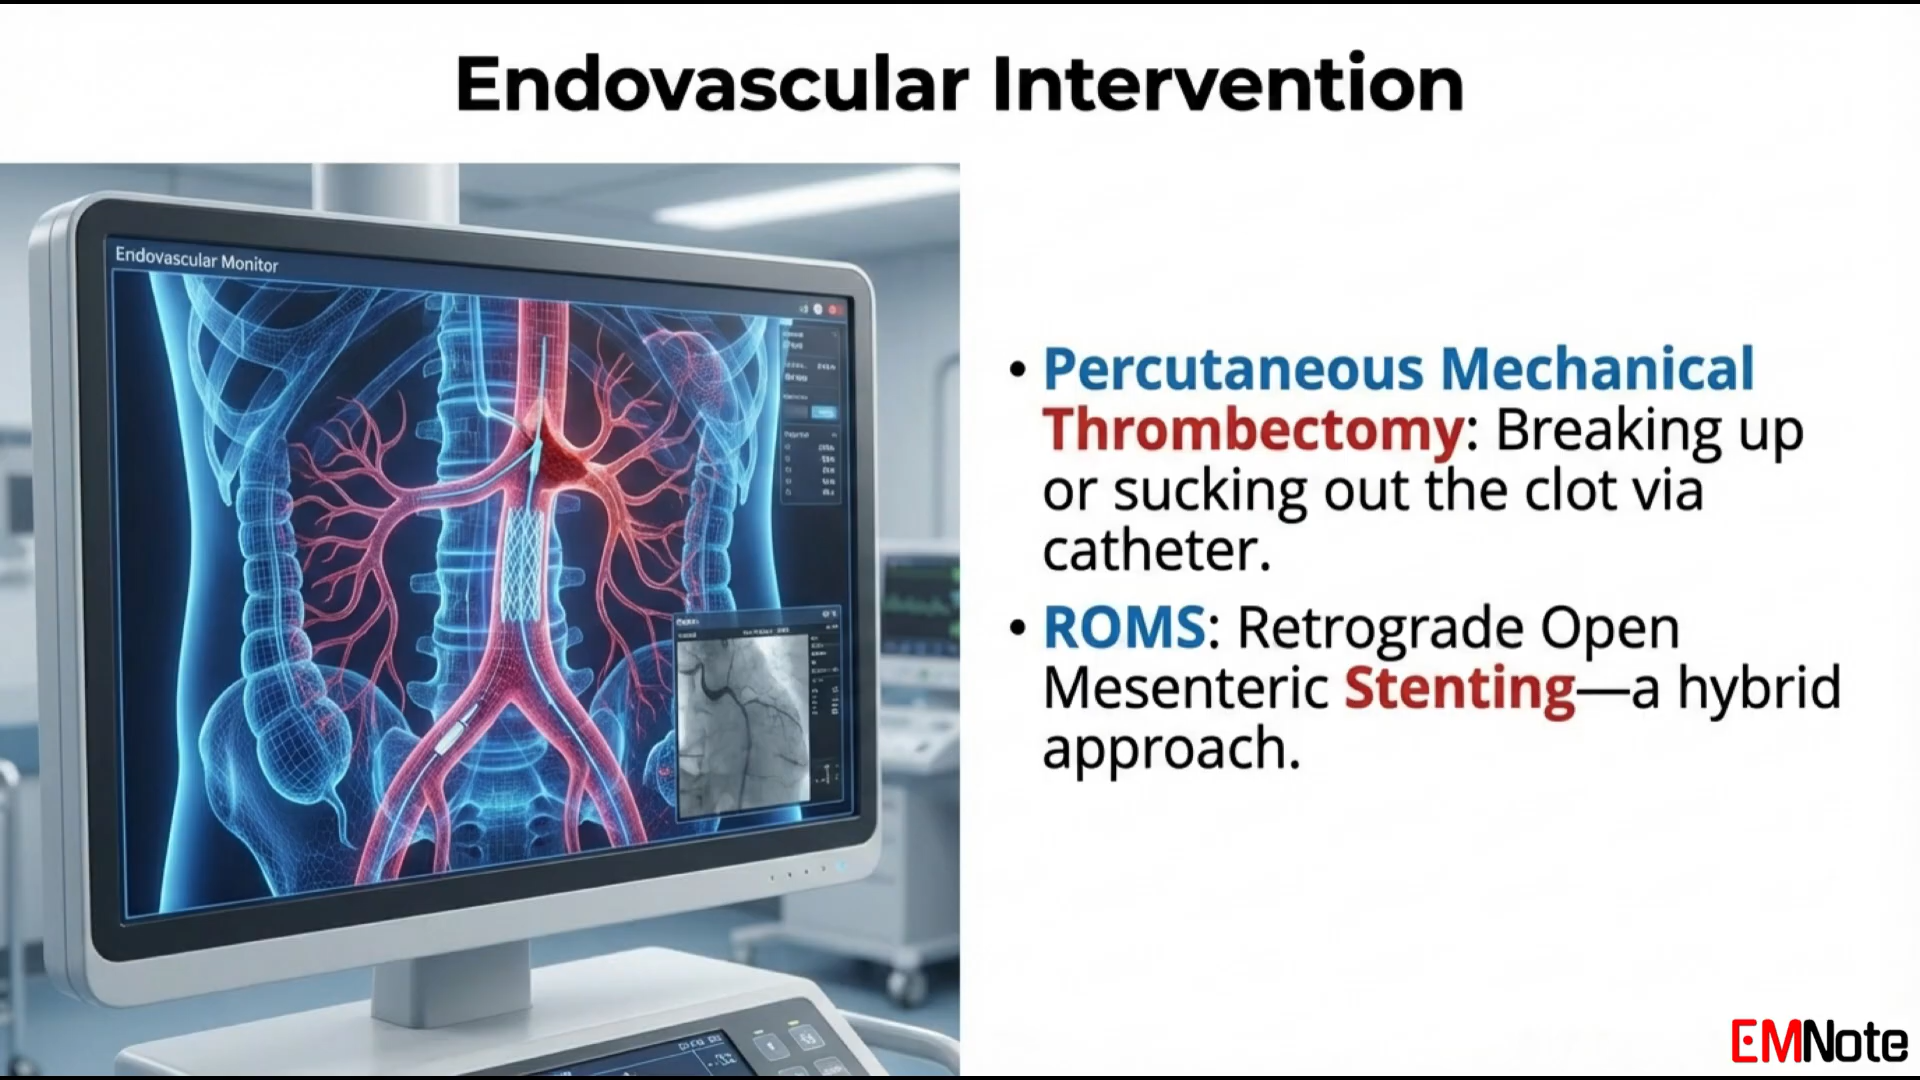 Endovascular Intervention
Endovascular Monitor
• Percutaneous Mechanical
Thrombectomy: Breaking up
or sucking out the clot via
catheter.
• ROMS: Retrograde Open
Mesenteric Stenting—a hybrid
approach.
EMNote